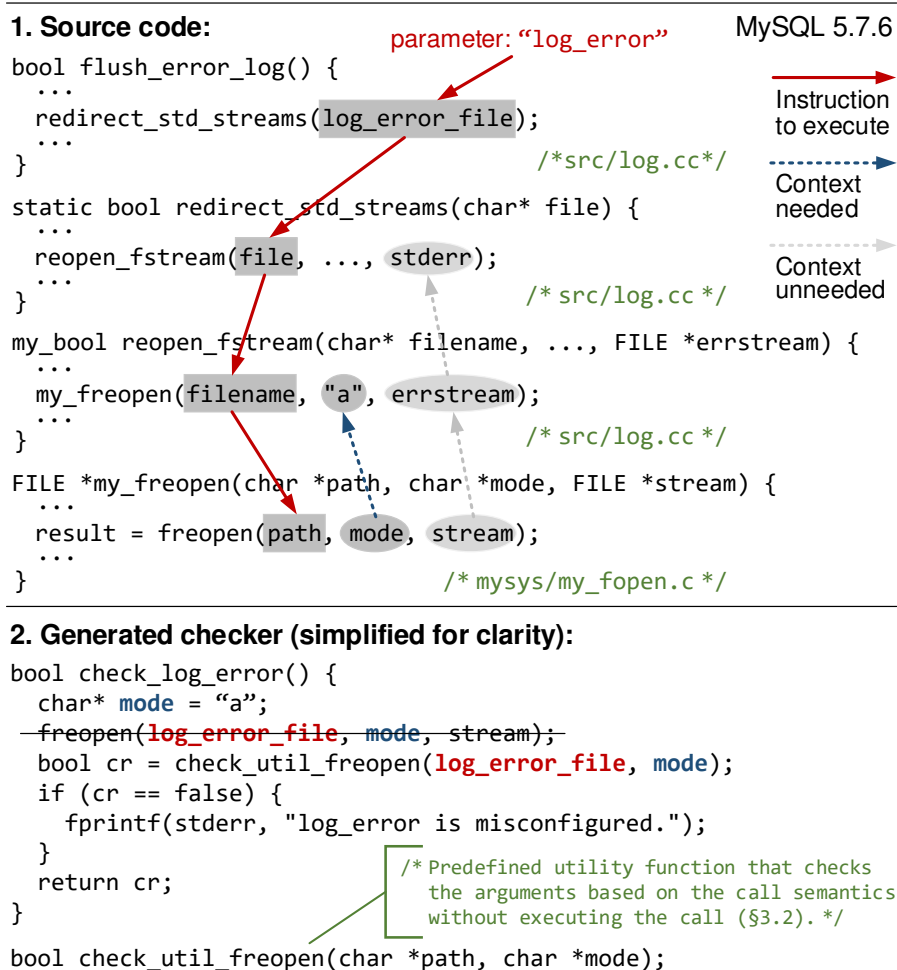 1. Source code:
parameter: “log_error”
MySQL 5.7.6
bool flush_error_log() {
...
redirect_std_streams(log_error_file);
...
}
/*src/log.cc*/
Instruction
to execute
Context
needed
Context
unneeded
static bool redirect_std_streams(char* file) {
...
reopen_fstream(file, ..., stderr);
...
}
/* src/log.cc */
my_bool reopen_fstream(char* filename, ..., FILE *errstream) {
...
my_freopen(filename, "a", errstream);
...
}
/* src/log.cc */
FILE *my_freopen(char *path, char *mode, FILE *stream) {
...
result = freopen(path, mode, stream);
...
}
/* mysys/my_fopen.c */
2. Generated checker (simplified for clarity):
bool check_log_error() {
char* mode = “a”;
freopen(log_error_file, mode, stream);
bool cr = check_util_freopen(log_error_file, mode);
if (cr == false) {
fprintf(stderr, "log_error is misconfigured.");
}
return cr;
}
/* Predefined utility function that checks
the arguments based on the call semantics
without executing the call (§3.2). */
bool check_util_freopen(char *path, char *mode);